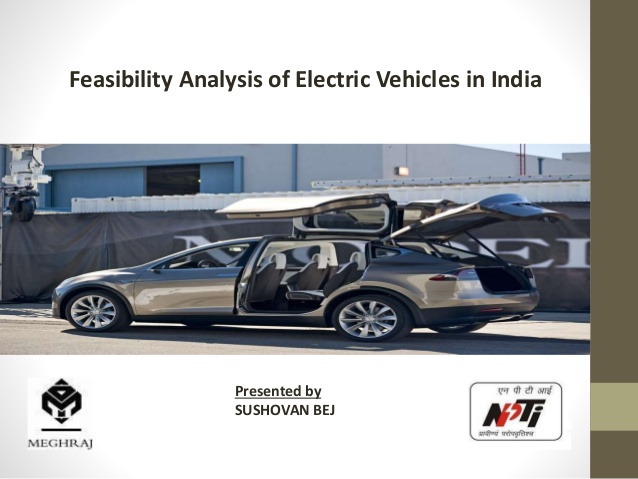 Feasibility Analysis of Electric Vehicles in India
Presented by
SUSHOVAN BEJ
MEGHRAJ
एन पी टी आई
NPTI